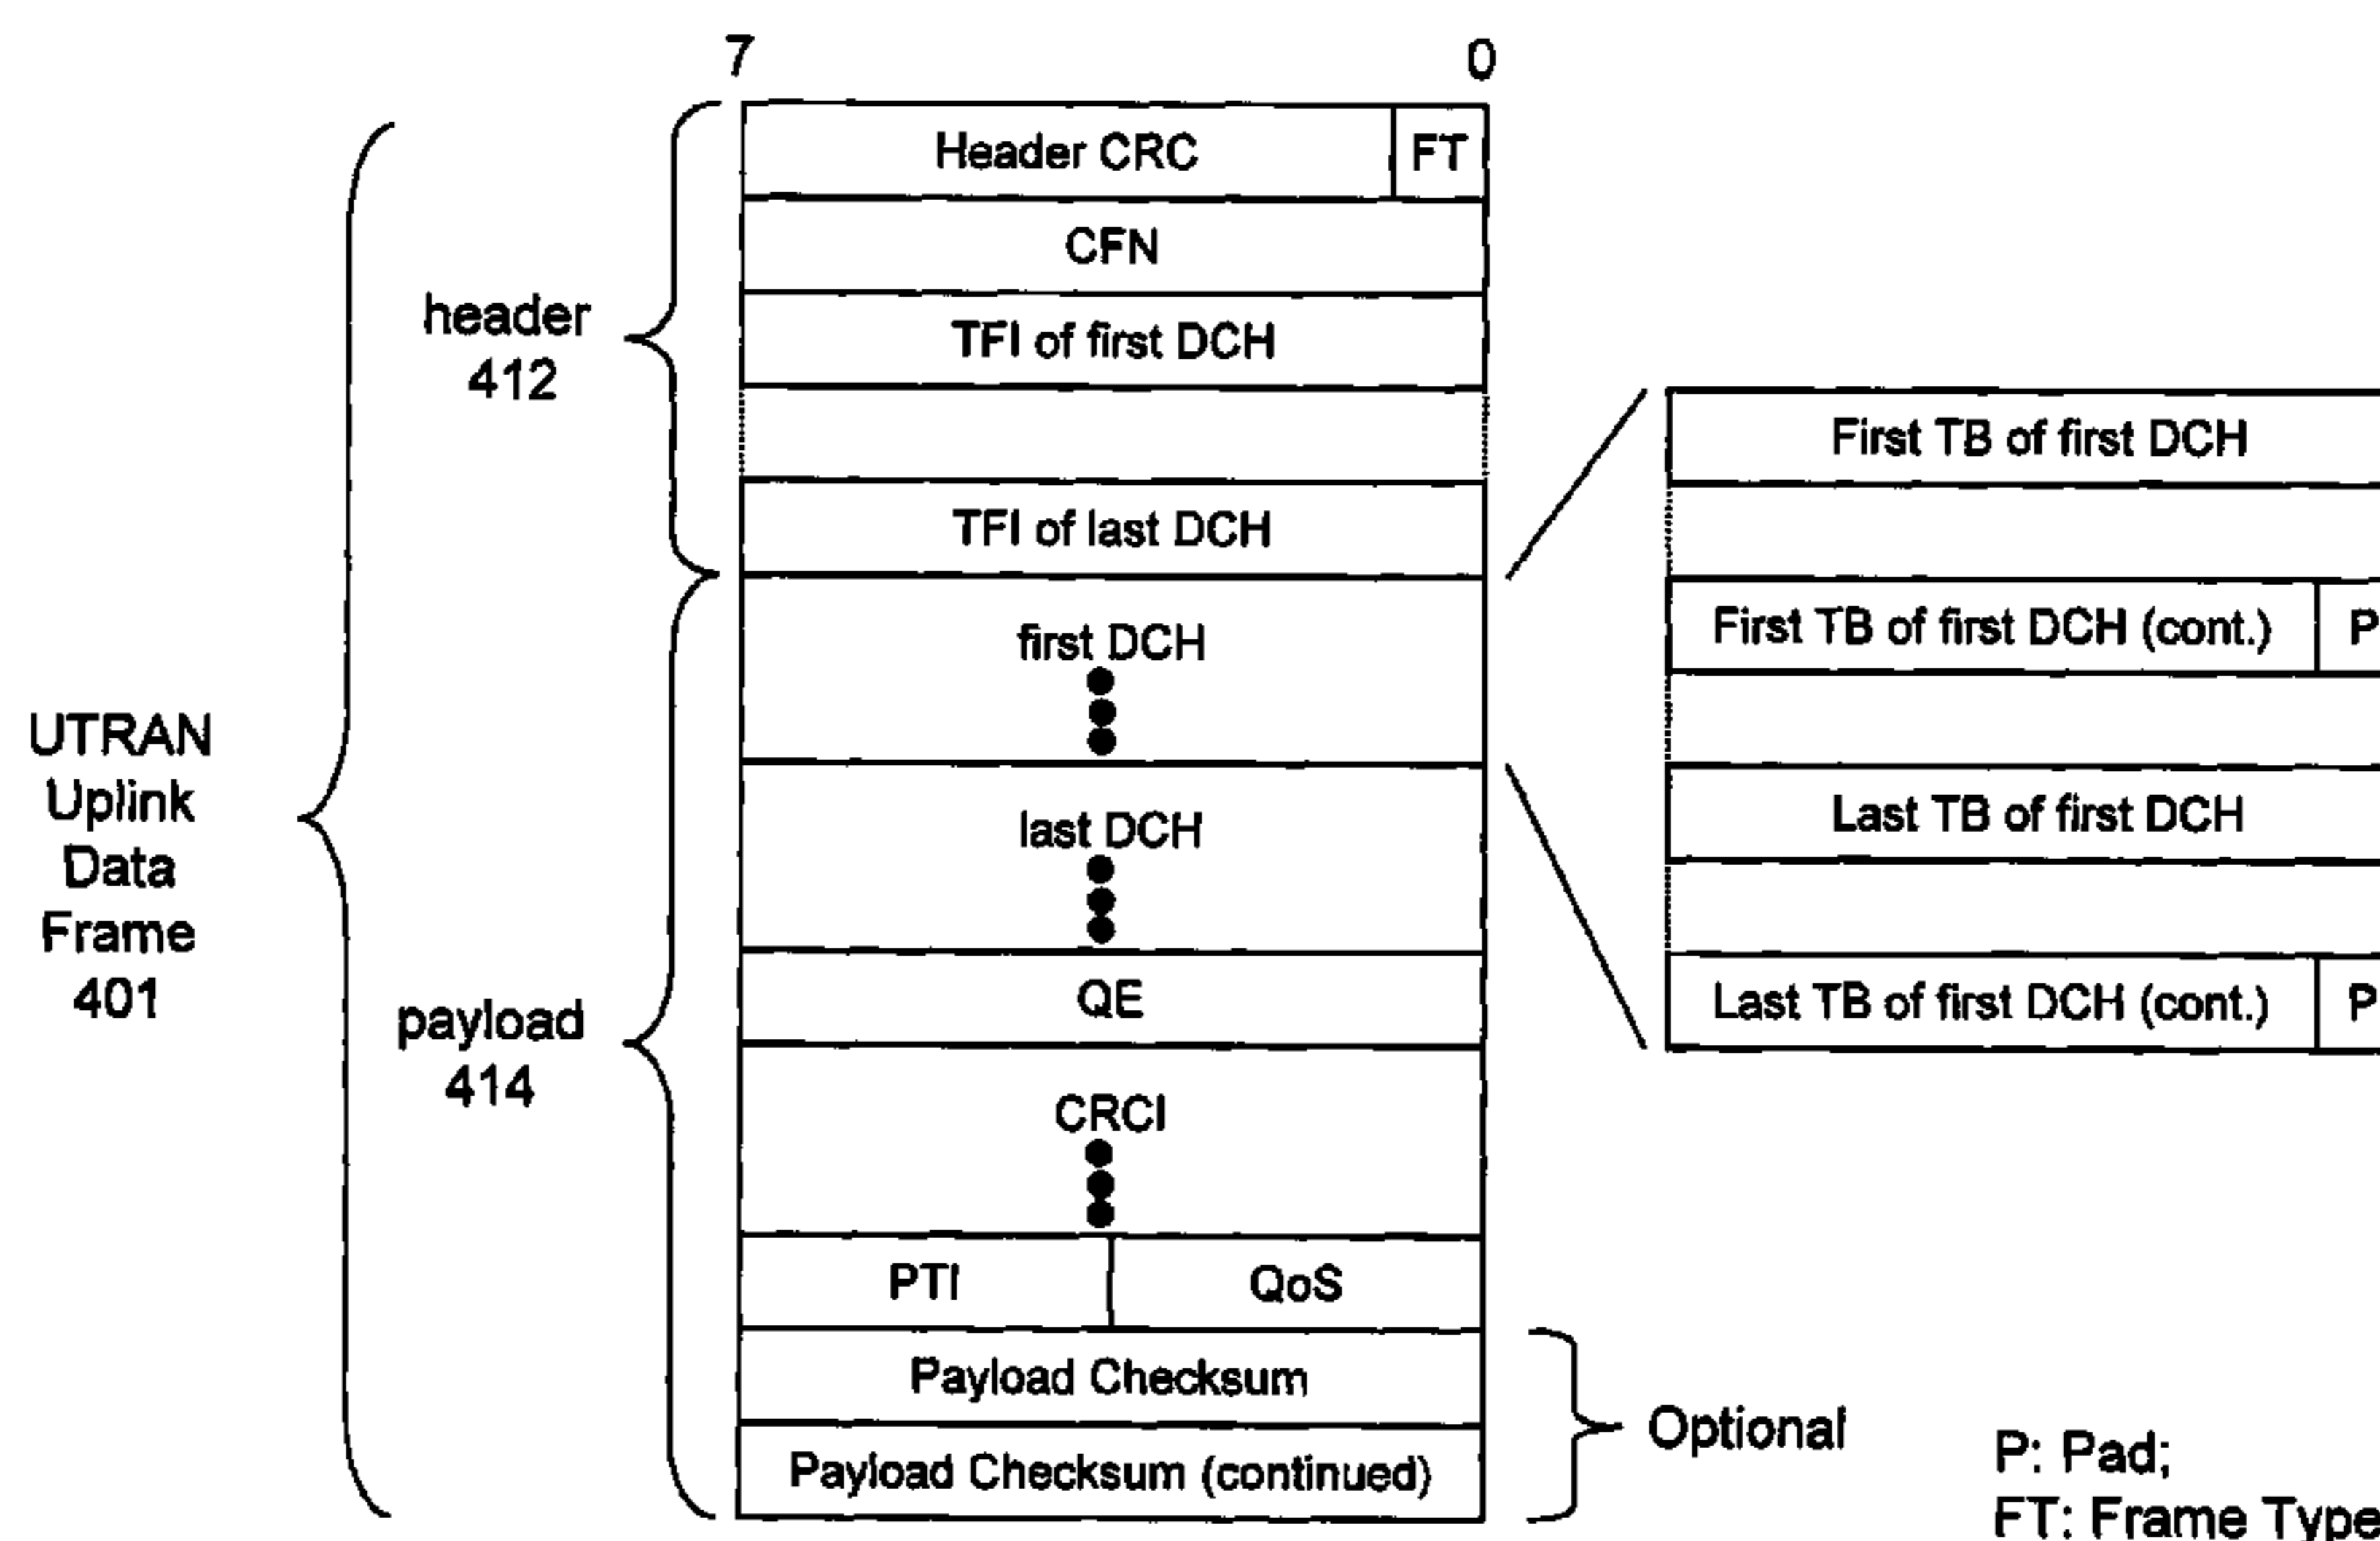 7 0
Header CRC FT
CFN
TFI of first DCH
TFI of last DCH
header
412
first DCH
last DCH
QE
CRCI
PTI QoS
Payload Checksum
Payload Checksum (continued)
payload
414
UTRAN
Uplink
Data
Frame
401
First TB of first DCH
First TB of first DCH (cont.) P
Last TB of first DCH
Last TB of first DCH (cont.) P
Optional
P: Pad;
FT: Frame Type